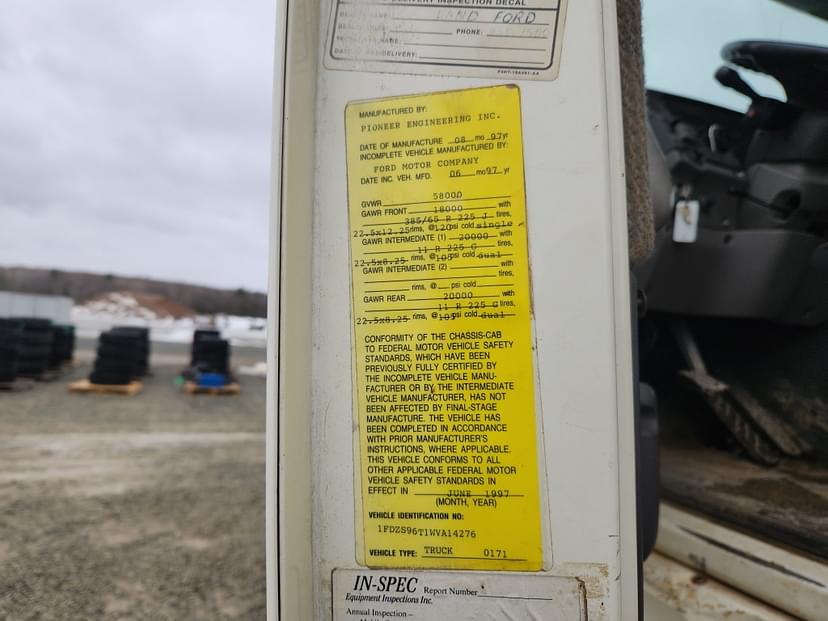 DELIVERY INSPECTION DECAL
LAND FORD
PHONE:
DATE OF PRE-DELIVERY:
MANUFACTURED BY:
PIONEER ENGINEERING INC.
DATE OF MANUFACTURE 08 mo 97 yr
INCOMPLETE VEHICLE MANUFACTURED BY:
FORD MOTOR COMPANY
DATE INC. VEH. MFD. 06 mo 97 yr
GVWR 58000
GAWR FRONT 18000 with
385/65 R 225 J tires,
22.5x12.25 rims, @ 120 psi cold single
GAWR INTERMEDIATE (1) 20000 with
11 R 225 G tires,
22.5x8.25 rims, @ 105 psi cold dual
GAWR INTERMEDIATE (2) with
tires,
rims, @ psi cold
GAWR REAR 20000 with
11 R 225 G tires,
22.5x8.25 rims, @ 105 psi cold dual
CONFORMITY OF THE CHASSIS-CAB
TO FEDERAL MOTOR VEHICLE SAFETY
STANDARDS, WHICH HAVE BEEN
PREVIOUSLY FULLY CERTIFIED BY
THE INCOMPLETE VEHICLE MANU-
FACTURER OR BY THE INTERMEDIATE
VEHICLE MANUFACTURER, HAS NOT
BEEN AFFECTED BY FINAL-STAGE
MANUFACTURE. THE VEHICLE HAS
BEEN COMPLETED IN ACCORDANCE
WITH PRIOR MANUFACTURER'S
INSTRUCTIONS, WHERE APPLICABLE.
THIS VEHICLE CONFORMS TO ALL
OTHER APPLICABLE FEDERAL MOTOR
VEHICLE SAFETY STANDARDS IN
EFFECT IN JUNE 1997
(MONTH, YEAR)
VEHICLE IDENTIFICATION NO:
1FDZS96T1WVA14276
VEHICLE TYPE: TRUCK 0171
IN-SPEC Report Number
Equipment Inspections Inc.
Annual Inspection –